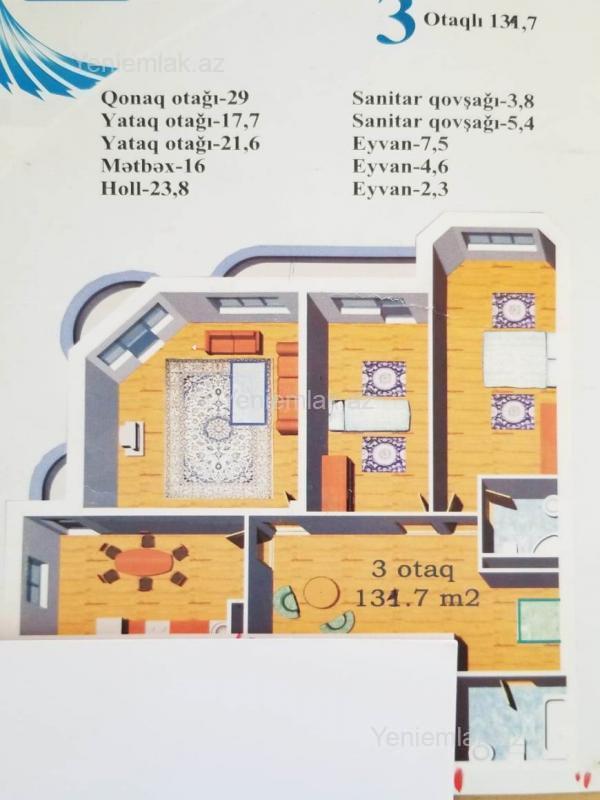 3 Otaqlı 131,7
Yeniemlak.az
Qonaq otağı-29
Yataq otağı-17,7
Yataq otağı-21,6
Mətbəx-16
Holl-23,8
Sanitar qovşağı-3,8
Sanitar qovşağı-5,4
Eyvan-7,5
Eyvan-4,6
Eyvan-2,3
Yeniemlak.az
3 otaq
131.7 m2
Yeniemlak.az